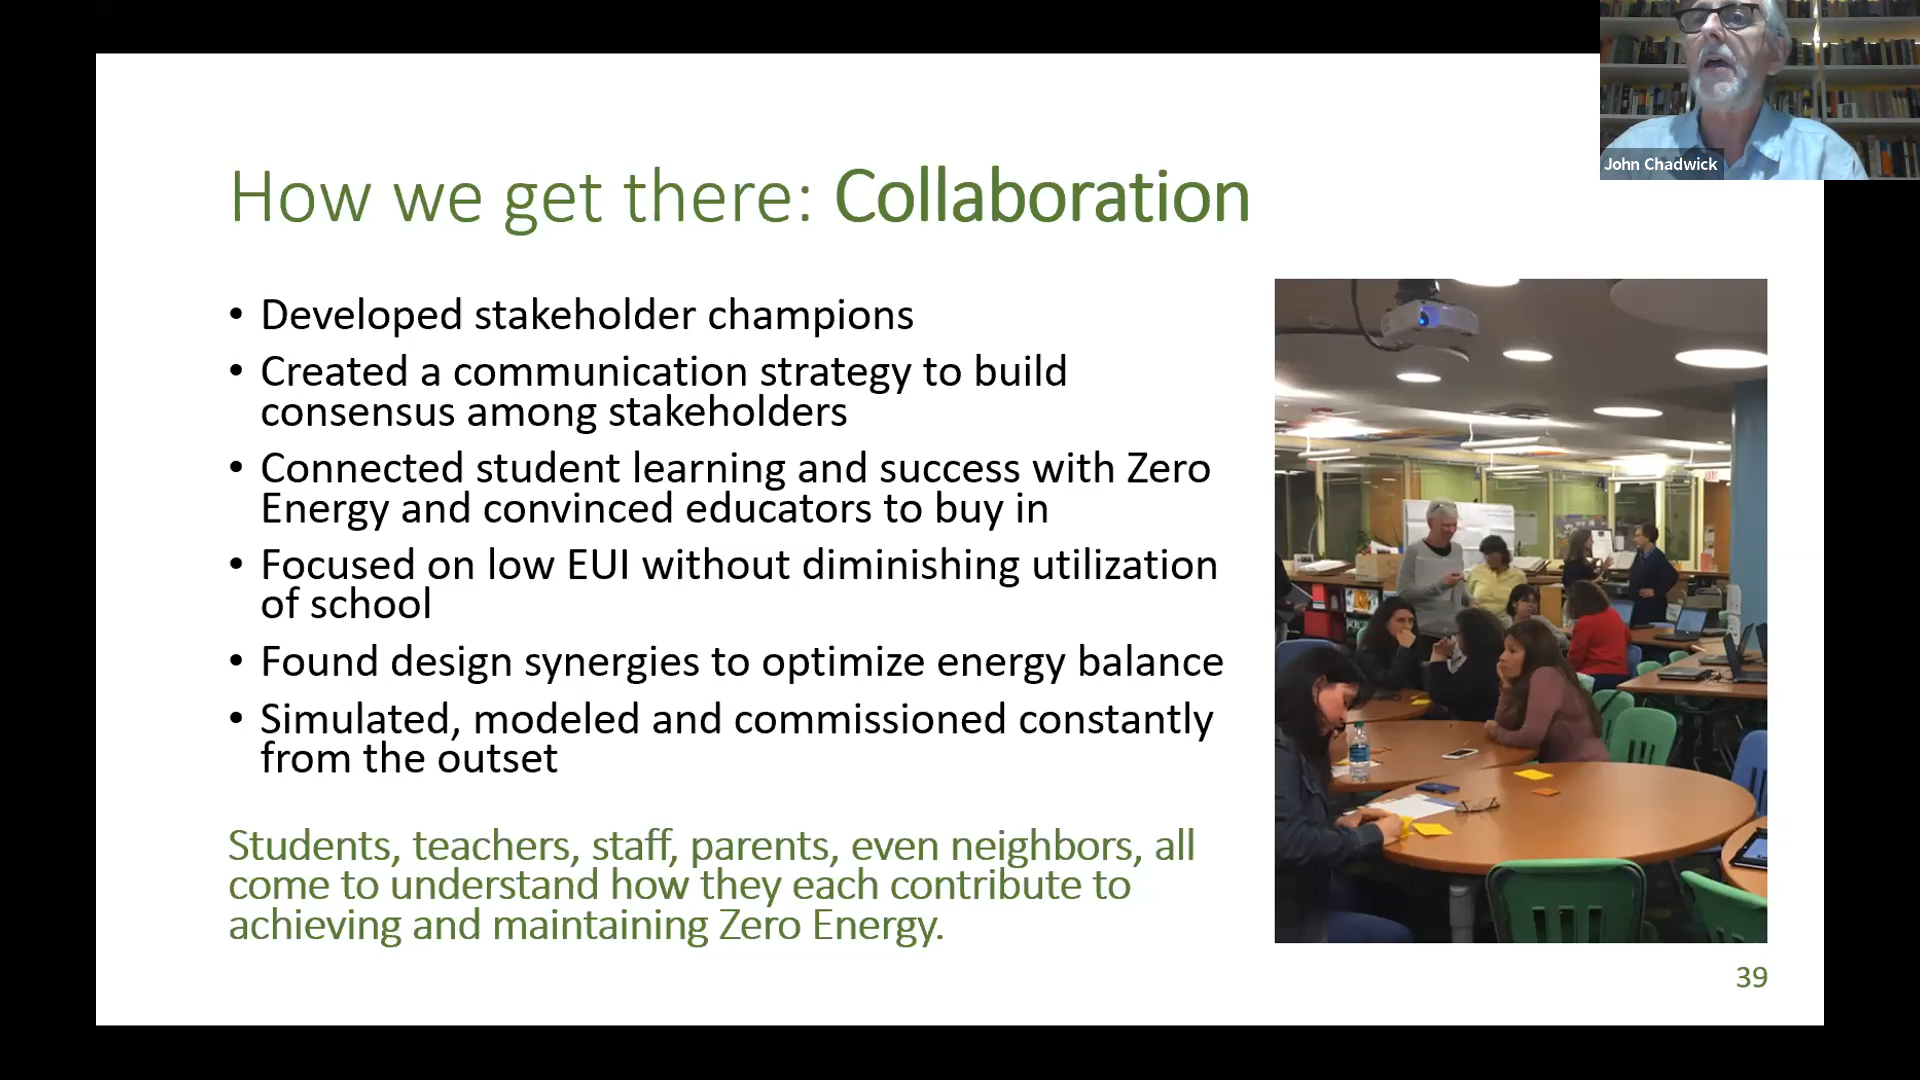 John Chadwick
How we get there: Collaboration
• Developed stakeholder champions
• Created a communication strategy to build
consensus among stakeholders
• Connected student learning and success with Zero
Energy and convinced educators to buy in
• Focused on low EUI without diminishing utilization
of school
• Found design synergies to optimize energy balance
• Simulated, modeled and commissioned constantly
from the outset
Students, teachers, staff, parents, even neighbors, all
come to understand how they each contribute to
achieving and maintaining Zero Energy.
39